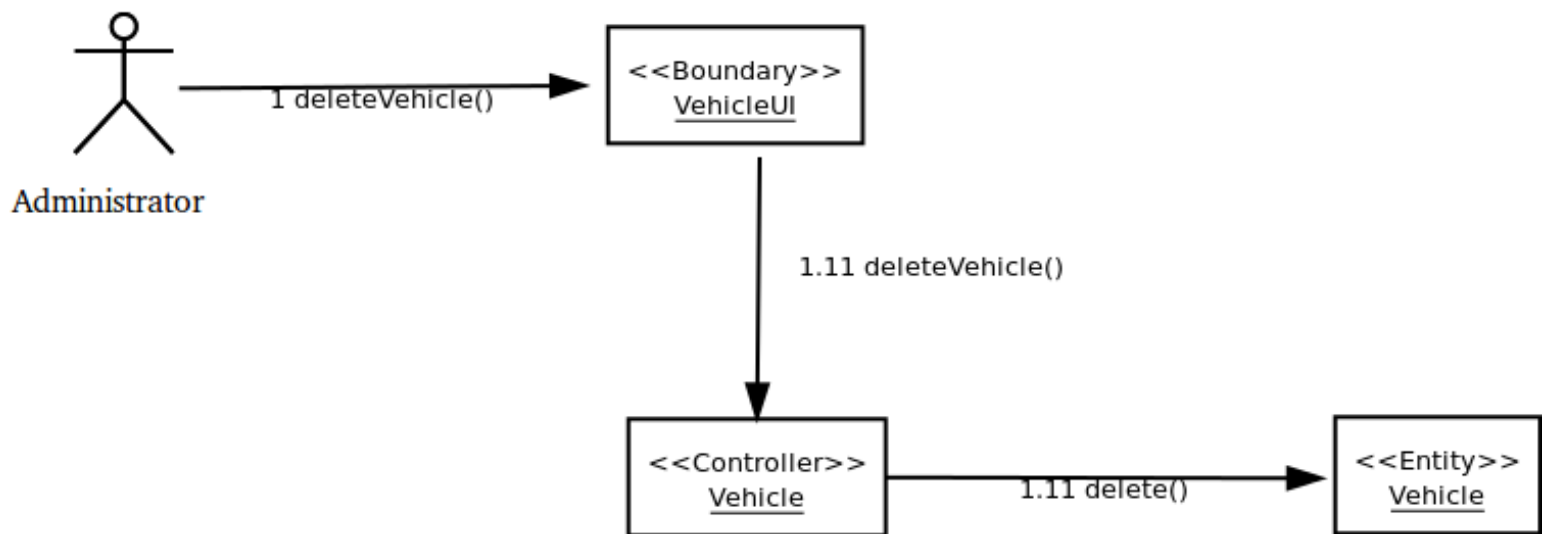 1 deleteVehicle()
<<Boundary>>
VehicleUI
Administrator
1.11 deleteVehicle()
<<Controller>>
Vehicle
1.11 delete()
<<Entity>>
Vehicle